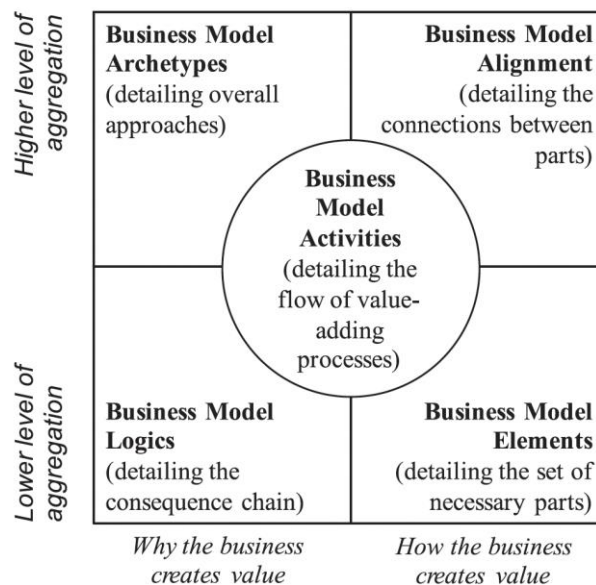 Higher level of
aggregation
Business Model
Archetypes
(detailing overall
approaches)
Business Model
Alignment
(detailing the
connections between
parts)
Business
Model
Activities
(detailing the
flow of value-
adding
processes)
Lower level of
aggregation
Business Model
Logics
(detailing the
consequence chain)
Business Model
Elements
(detailing the set of
necessary parts)
Why the business
creates value
How the business
creates value